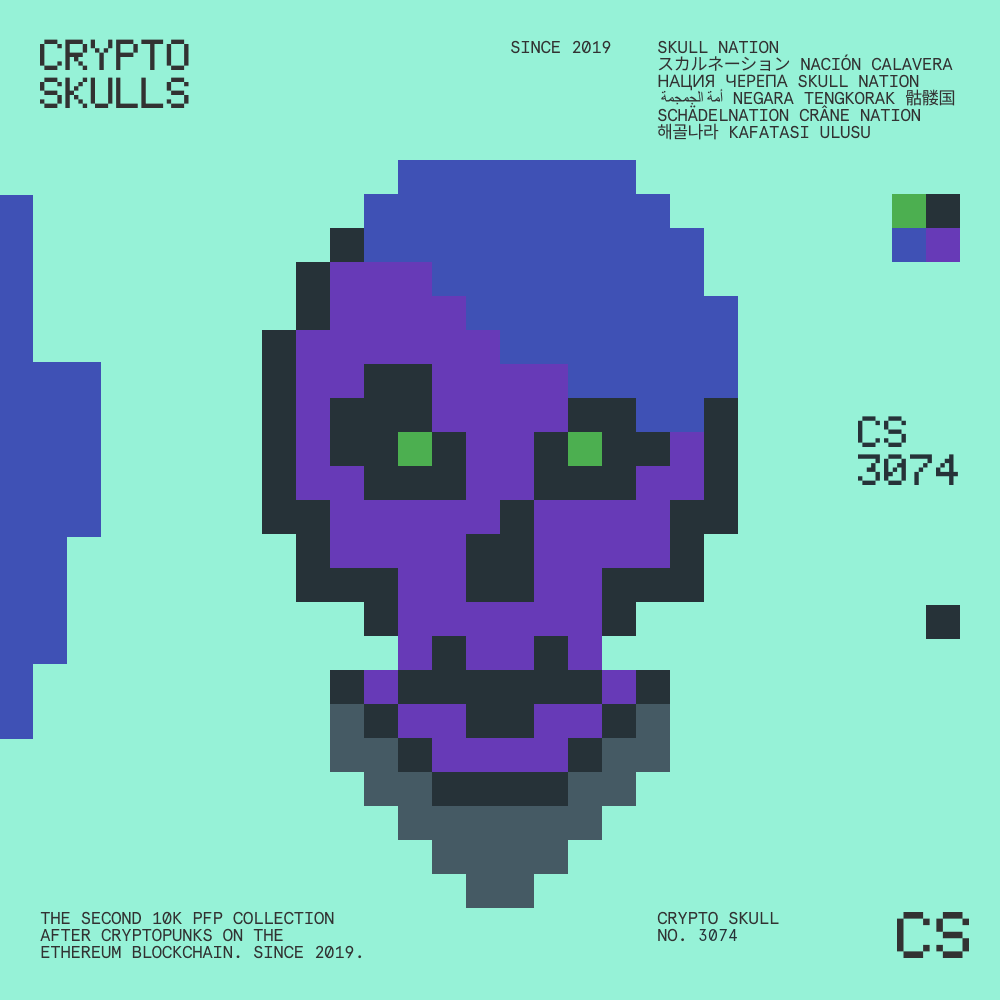 CRYPTO
SKULLS
SINCE 2019
SKULL NATION
スカルネーション NACIÓN CALAVERA
НАЦИЯ ЧЕРЕПА SKULL NATION
أمة الجمجمة NEGARA TENGKORAK 骷髅国
SCHÄDELNATION CRÂNE NATION
해골나라 KAFATASI ULUSU
CS
3074
THE SECOND 10K PFP COLLECTION
AFTER CRYPTOPUNKS ON THE
ETHEREUM BLOCKCHAIN. SINCE 2019.
CRYPTO SKULL
NO. 3074
CS